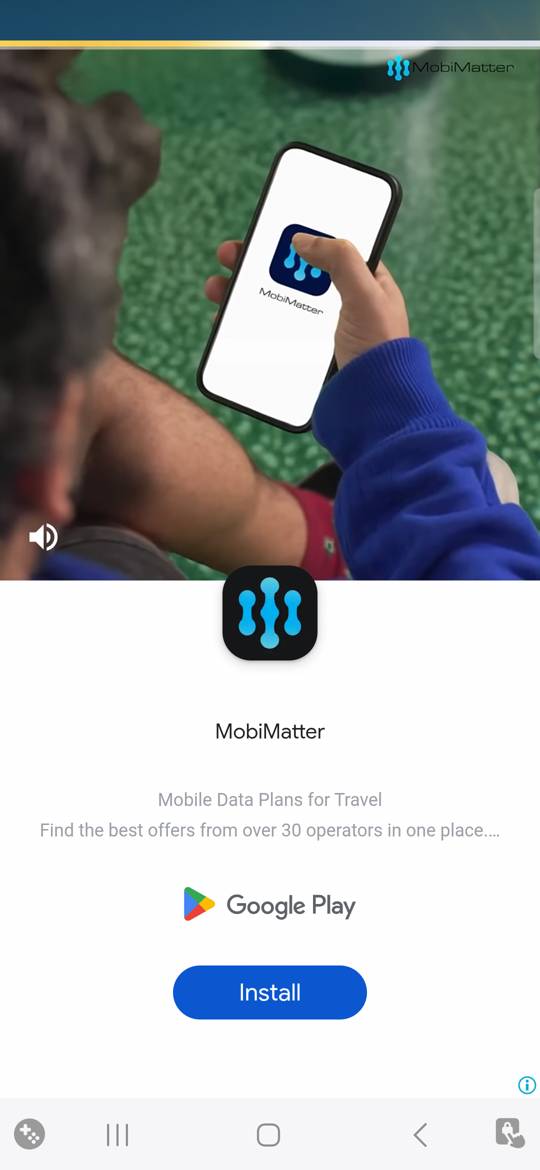 MobiMatter
MobiMatter
MobiMatter
Mobile Data Plans for Travel
Find the best offers from over 30 operators in one place....
Google Play
Install